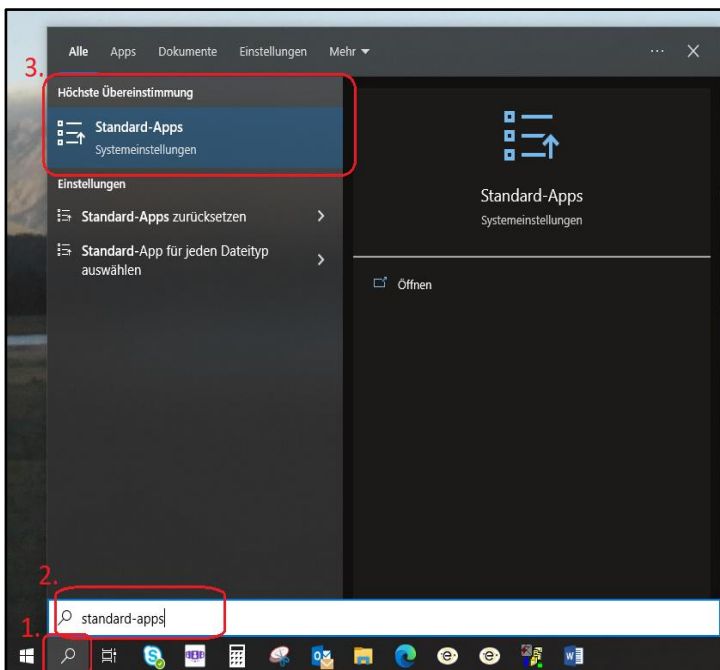 Alle Apps Dokumente Einstellungen Mehr
3.
Höchste Übereinstimmung
Standard-Apps
Systemeinstellungen
Einstellungen
Standard-Apps zurücksetzen
Standard-App für jeden Dateityp
auswählen
Standard-Apps
Systemeinstellungen
Öffnen
2.
standard-apps
1.